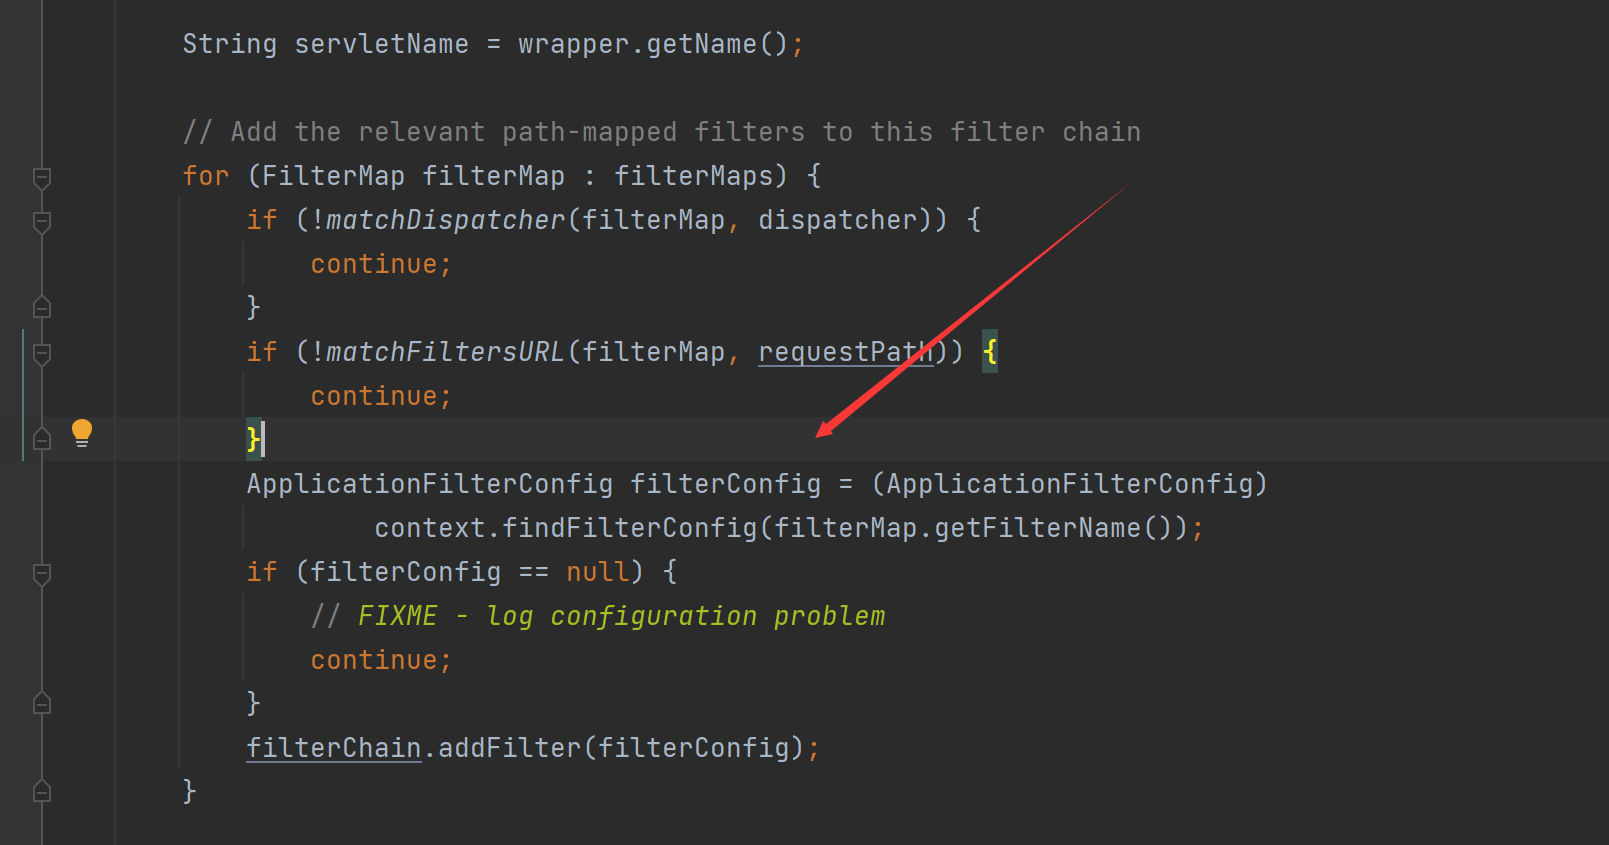 String servletName = wrapper.getName();
// Add the relevant path-mapped filters to this filter chain
for (FilterMap filterMap : filterMaps) {
if (!matchDispatcher(filterMap, dispatcher)) {
continue;
}
if (!matchFiltersURL(filterMap, requestPath)) {
continue;
}
ApplicationFilterConfig filterConfig = (ApplicationFilterConfig)
context.findFilterConfig(filterMap.getFilterName());
if (filterConfig == null) {
// FIXME - log configuration problem
continue;
}
filterChain.addFilter(filterConfig);
}